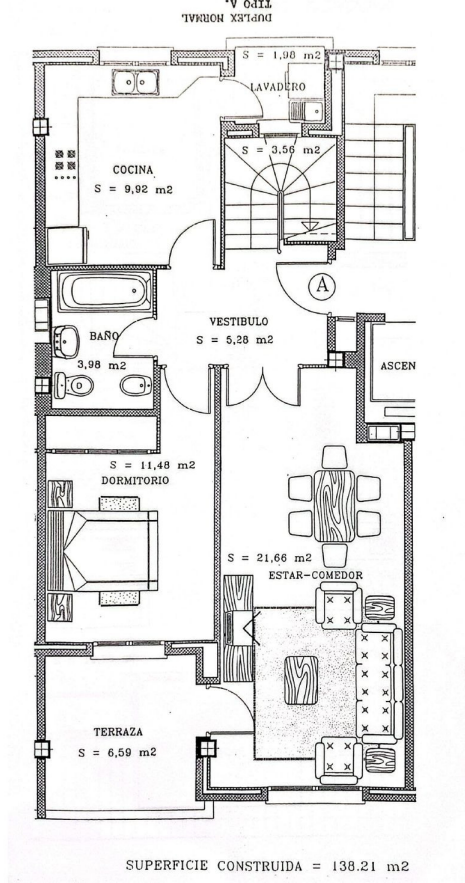 DUPLEX NORMAL
TIPO A.
S = 1,98 m2
LAVADERO
S = 3,56 m2
COCINA
S = 9,92 m2
A
VESTIBULO
S = 5,28 m2
BAÑO
3,98 m2
ASCEN
S = 11,48 m2
DORMITORIO
S = 21,66 m2
ESTAR-COMEDOR
TERRAZA
S = 6,59 m2
SUPERFICIE CONSTRUIDA = 138.21 m2